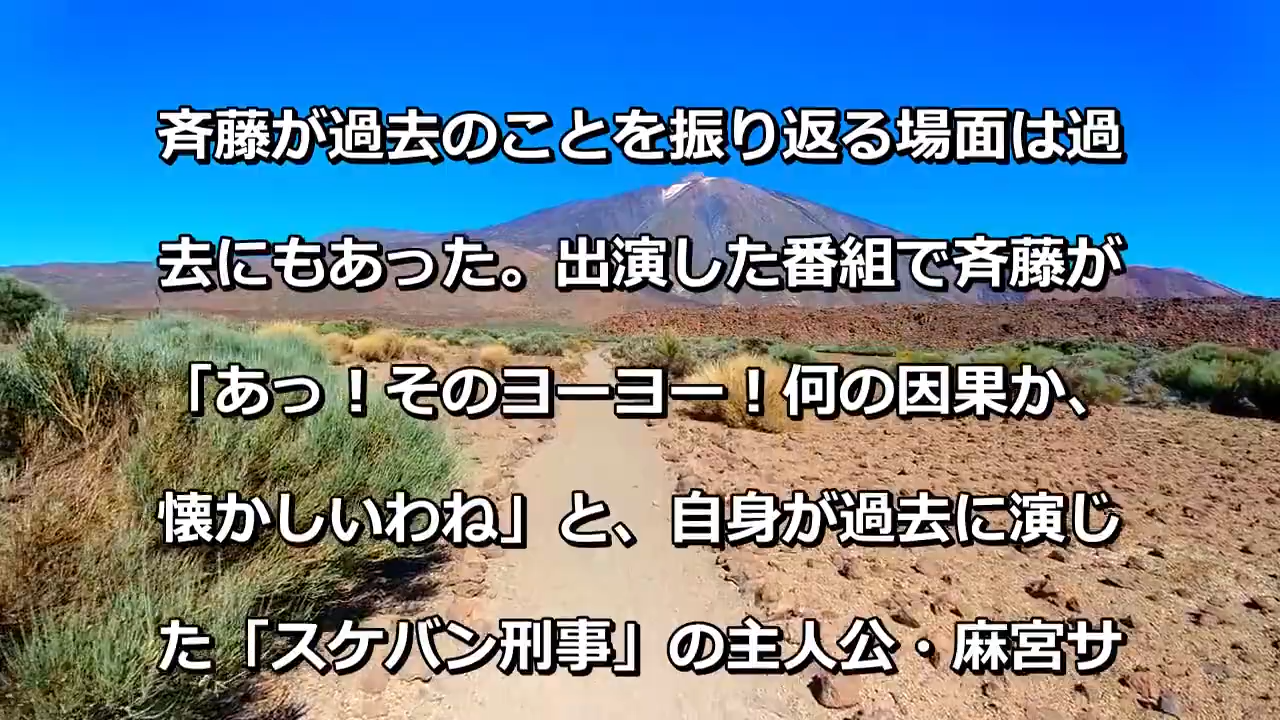 斉藤が過去のことを振り返る場面は過
去にもあった。出演した番組で斉藤が
「あっ！そのヨーヨー！何の因果か、
懐かしいわね」と、自身が過去に演じ
た「スケバン刑事」の主人公・麻宮サ